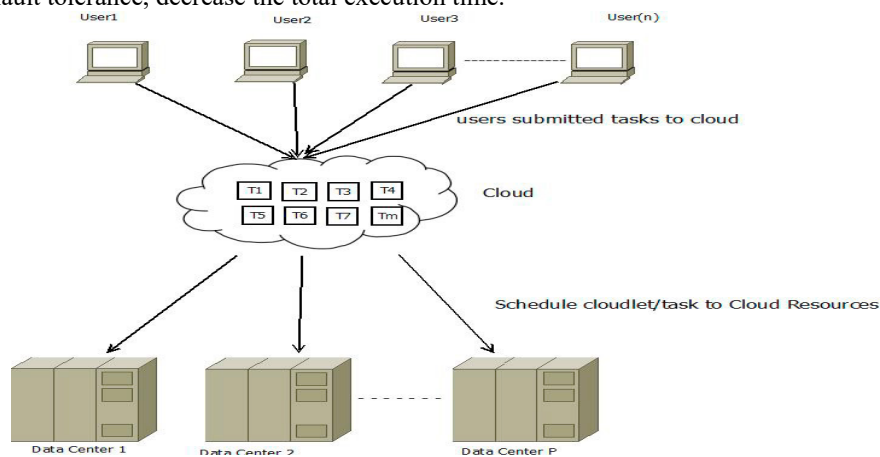 ault tolerance, decrease the total execution time.
User1 User2 User3 User(n)
users submitted tasks to cloud
T1 T2 T3 T4
Cloud
T5 T6 T7 Tm
Schedule cloudlet/task to Cloud Resources
Data Center 1 Data Center 2 Data Center P